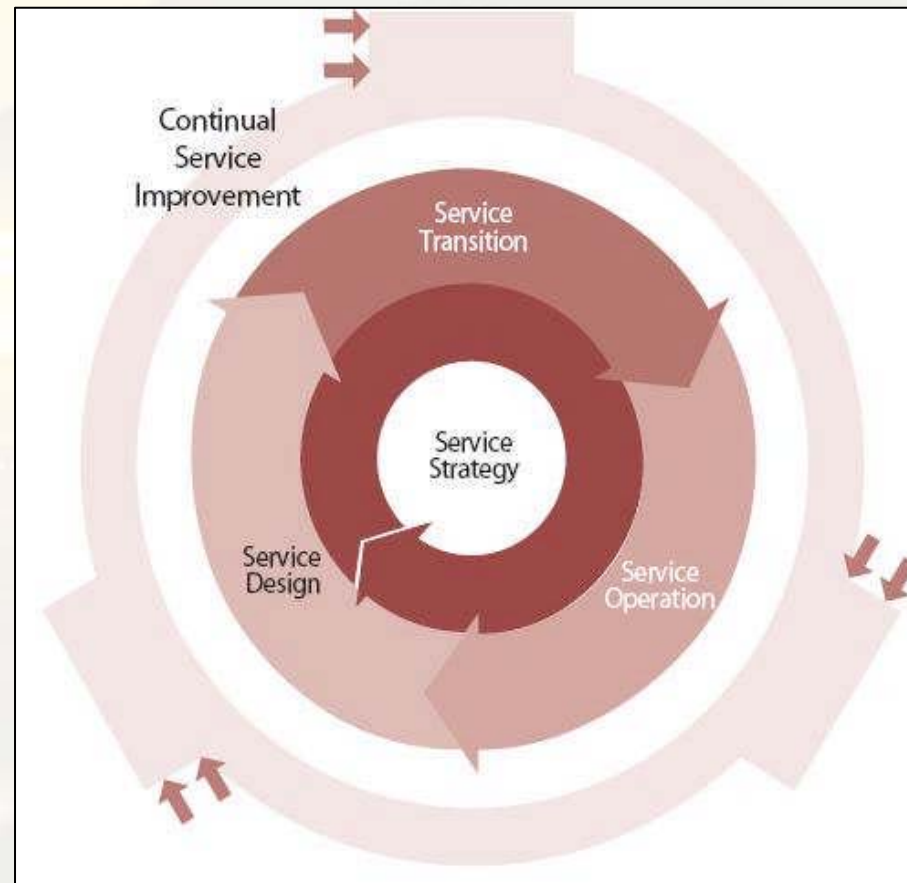 Continual
Service
Improvement
Service
Transition
Service
Strategy
Service
Design
Service
Operation